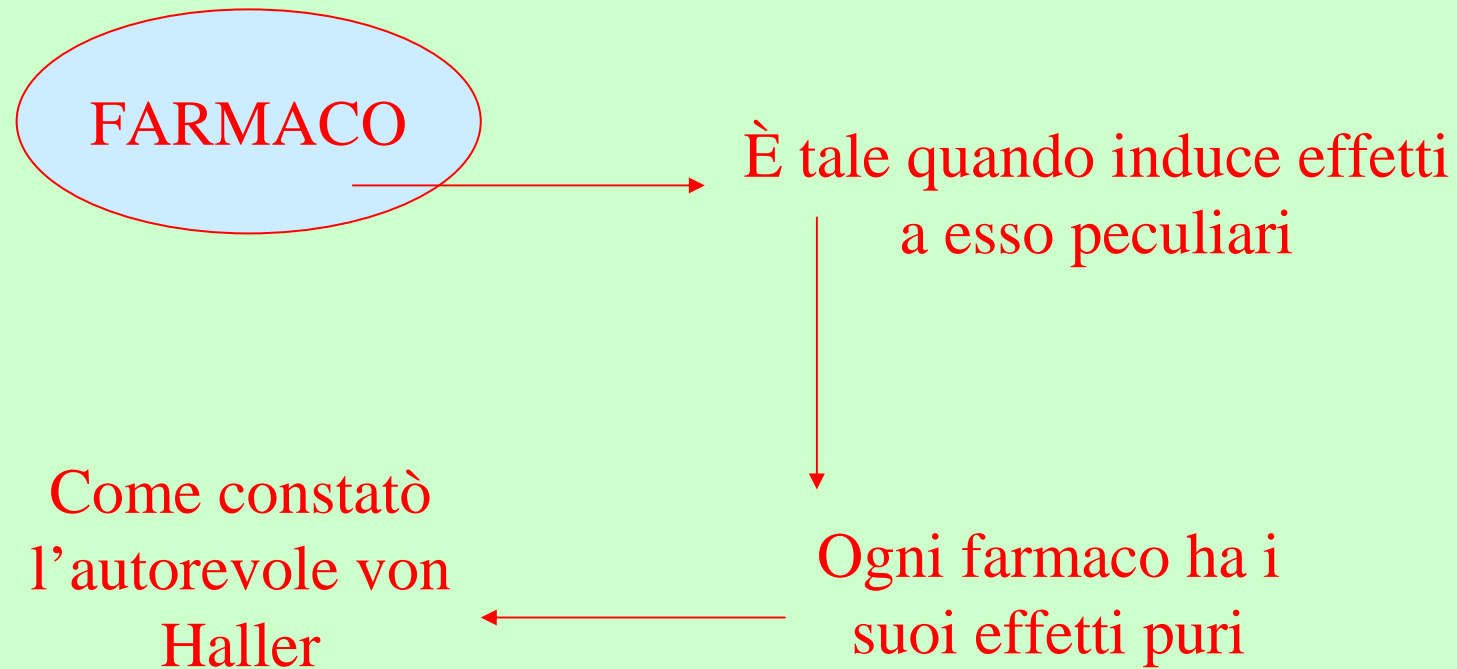 FARMACO
È tale quando induce effetti
a esso peculiari
Ogni farmaco ha i
suoi effetti puri
Come constatò
l’autorevole von
Haller